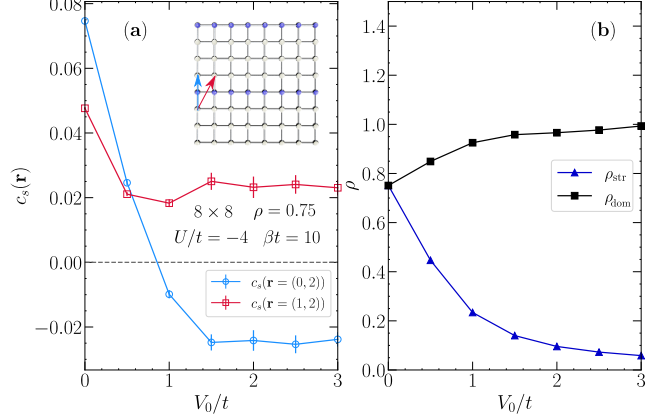 (a)
0.08
0.06
0.04
0.02
0.00
−0.02
c_s(r)
8 × 8 ρ = 0.75
U/t = −4 βt = 10
c_s(r = (0, 2))
c_s(r = (1, 2))
0 1 2 3
V_0/t
(b)
1.4
1.2
1.0
0.8
0.6
0.4
0.2
0.0
ρ
ρ_str
ρ_dom
0 1 2 3
V_0/t